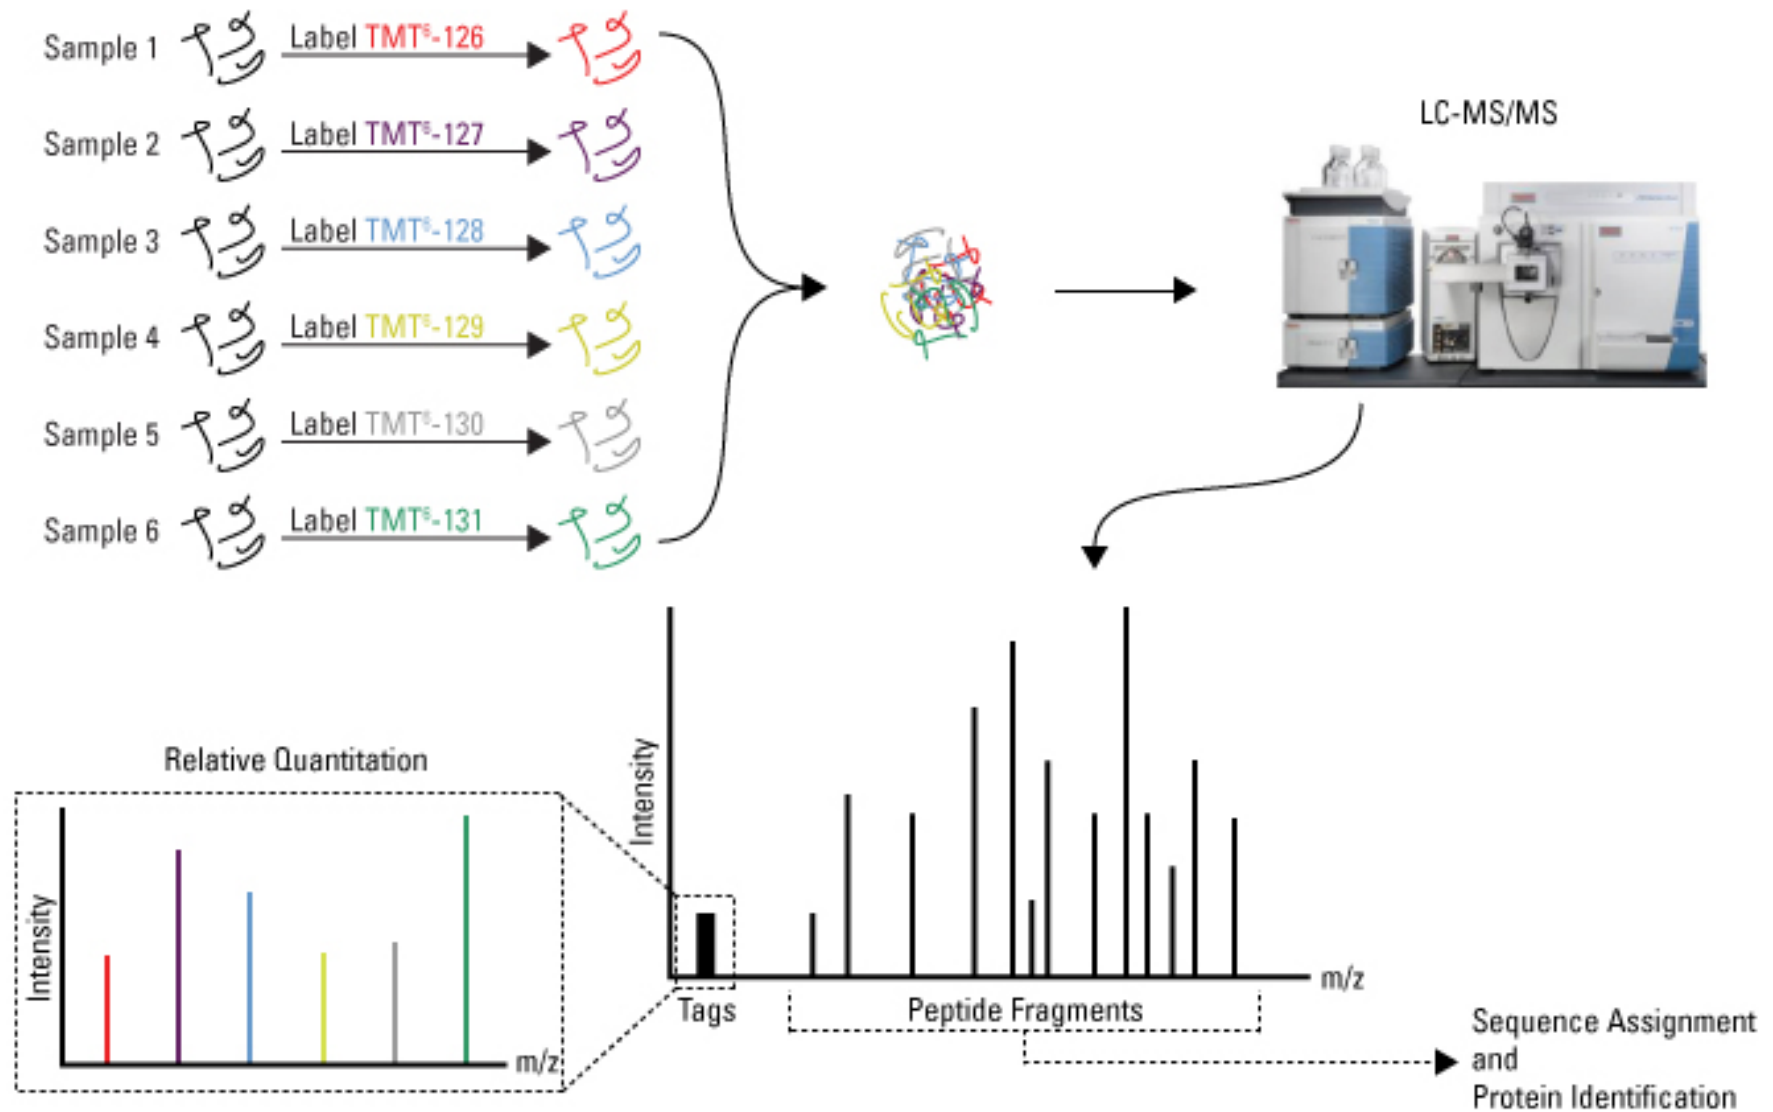 Sample 1
Label TMT⁶-126
Sample 2
Label TMT⁶-127
Sample 3
Label TMT⁶-128
Sample 4
Label TMT⁶-129
Sample 5
Label TMT⁶-130
Sample 6
Label TMT⁶-131
LC-MS/MS
Relative Quantitation
Intensity
m/z
Intensity
m/z
Tags
Peptide Fragments
Sequence Assignment
and
Protein Identification